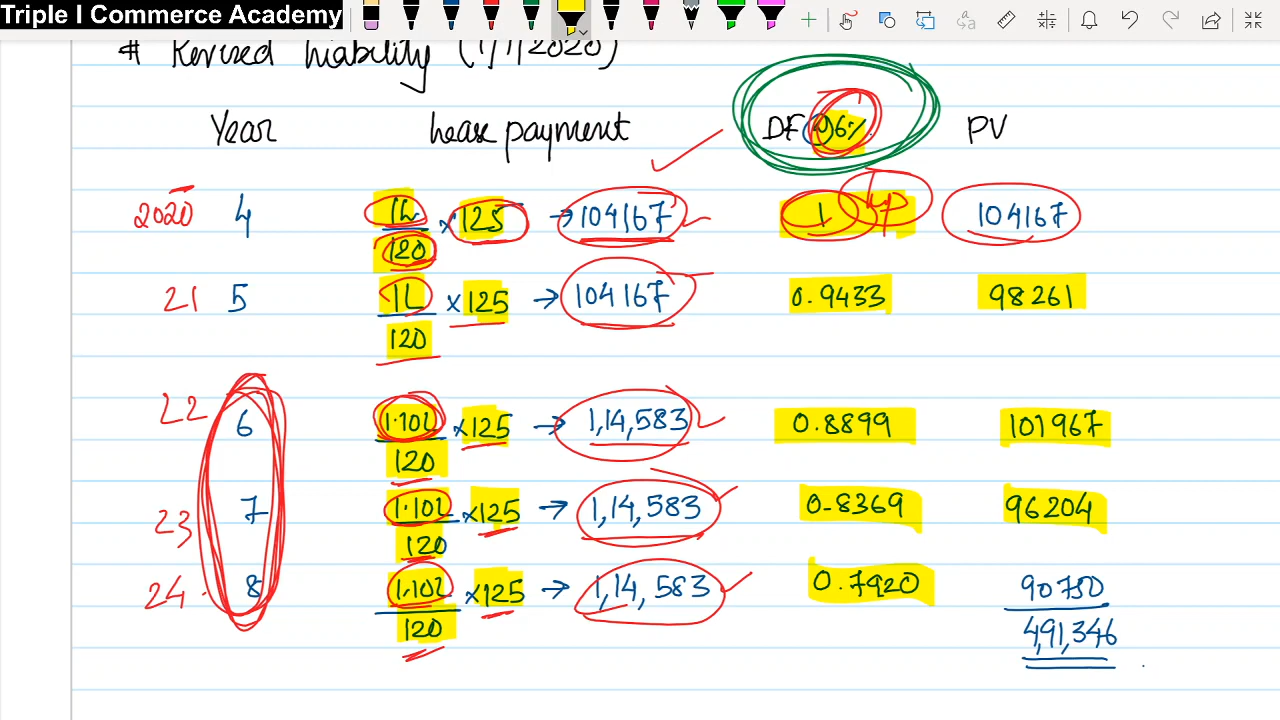 Triple I Commerce Academy
# Revised Liability (1/1/2020)
Year Lease payment DF @6% PV
2020 4 1L/120 ×125 → 104167 1 104167
21 5 1L/120 ×125 → 104167 0.9433 98261
22 6 1.10L/120 ×125 → 1,14,583 0.8899 101967
23 7 1.10L/120 ×125 → 1,14,583 0.8369 96204
24 8 1.10L/120 ×125 → 1,14,583 0.7920 90750
4,91,346